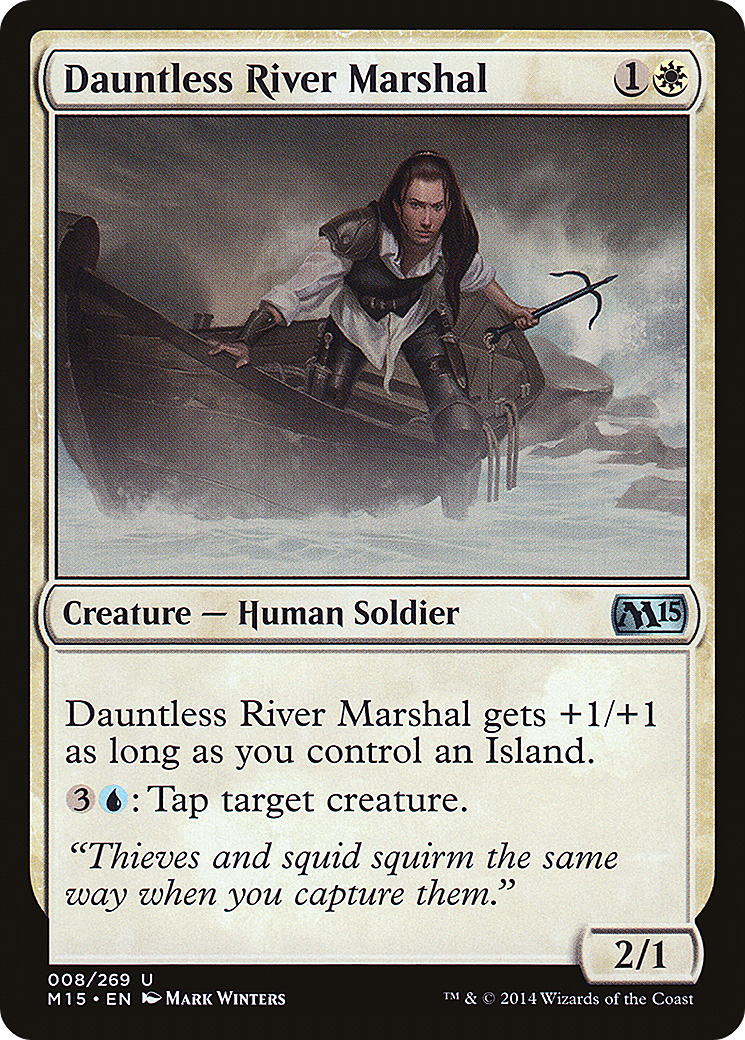 Dauntless River Marshal 1
Creature — Human Soldier M15
Dauntless River Marshal gets +1/+1
as long as you control an Island.
3 : Tap target creature.
“Thieves and squid squirm the same
way when you capture them.”
2/1
008/269 U
M15 • EN Mark Winters ™ & © 2014 Wizards of the Coast